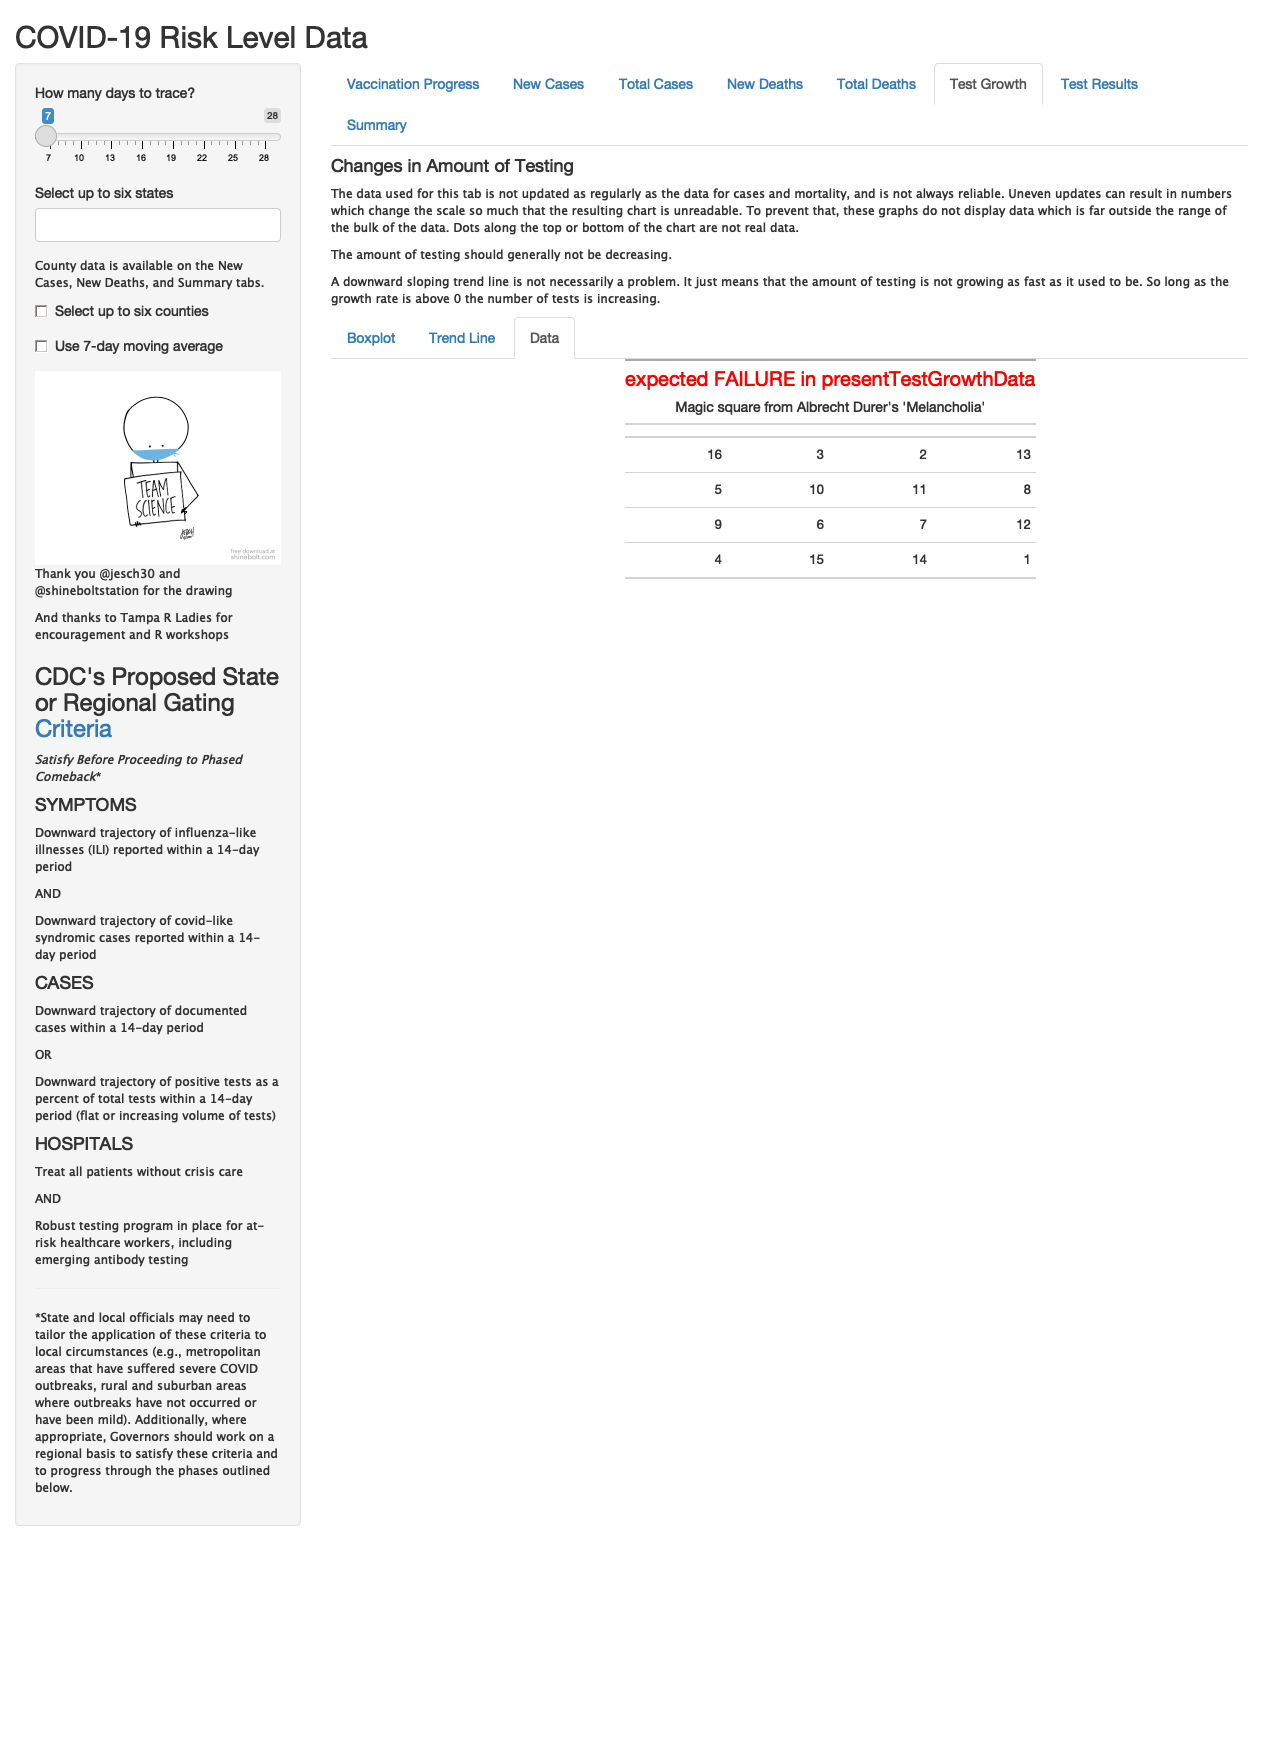 COVID-19 Risk Level Data
How many days to trace?
7 28
7 10 13 16 19 22 25 28
Select up to six states
County data is available on the New
Cases, New Deaths, and Summary tabs.
Select up to six counties
Use 7-day moving average
TEAM
SCIENCE
free download at
shinebolt.com
Thank you @jesch30 and
@shineboltstation for the drawing
And thanks to Tampa R Ladies for
encouragement and R workshops
CDC's Proposed State
or Regional Gating
Criteria
Satisfy Before Proceeding to Phased
Comeback*
SYMPTOMS
Downward trajectory of influenza-like
illnesses (ILI) reported within a 14-day
period
AND
Downward trajectory of covid-like
syndromic cases reported within a 14-
day period
CASES
Downward trajectory of documented
cases within a 14-day period
OR
Downward trajectory of positive tests as a
percent of total tests within a 14-day
period (flat or increasing volume of tests)
HOSPITALS
Treat all patients without crisis care
AND
Robust testing program in place for at-
risk healthcare workers, including
emerging antibody testing
*State and local officials may need to
tailor the application of these criteria to
local circumstances (e.g., metropolitan
areas that have suffered severe COVID
outbreaks, rural and suburban areas
where outbreaks have not occurred or
have been mild). Additionally, where
appropriate, Governors should work on a
regional basis to satisfy these criteria and
to progress through the phases outlined
below.
Vaccination Progress New Cases Total Cases New Deaths Total Deaths Test Growth Test Results
Summary
Changes in Amount of Testing
The data used for this tab is not updated as regularly as the data for cases and mortality, and is not always reliable. Uneven updates can result in numbers
which change the scale so much that the resulting chart is unreadable. To prevent that, these graphs do not display data which is far outside the range of
the bulk of the data. Dots along the top or bottom of the chart are not real data.
The amount of testing should generally not be decreasing.
A downward sloping trend line is not necessarily a problem. It just means that the amount of testing is not growing as fast as it used to be. So long as the
growth rate is above 0 the number of tests is increasing.
Boxplot Trend Line Data
expected FAILURE in presentTestGrowthData
Magic square from Albrecht Durer's 'Melancholia'
16 3 2 13
5 10 11 8
9 6 7 12
4 15 14 1